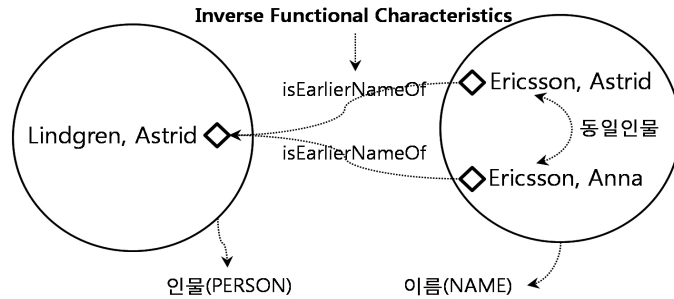 Inverse Functional Characteristics
isEarlierNameOf
Ericsson, Astrid
Lindgren, Astrid
동일인물
isEarlierNameOf
Ericsson, Anna
인물(PERSON)
이름(NAME)